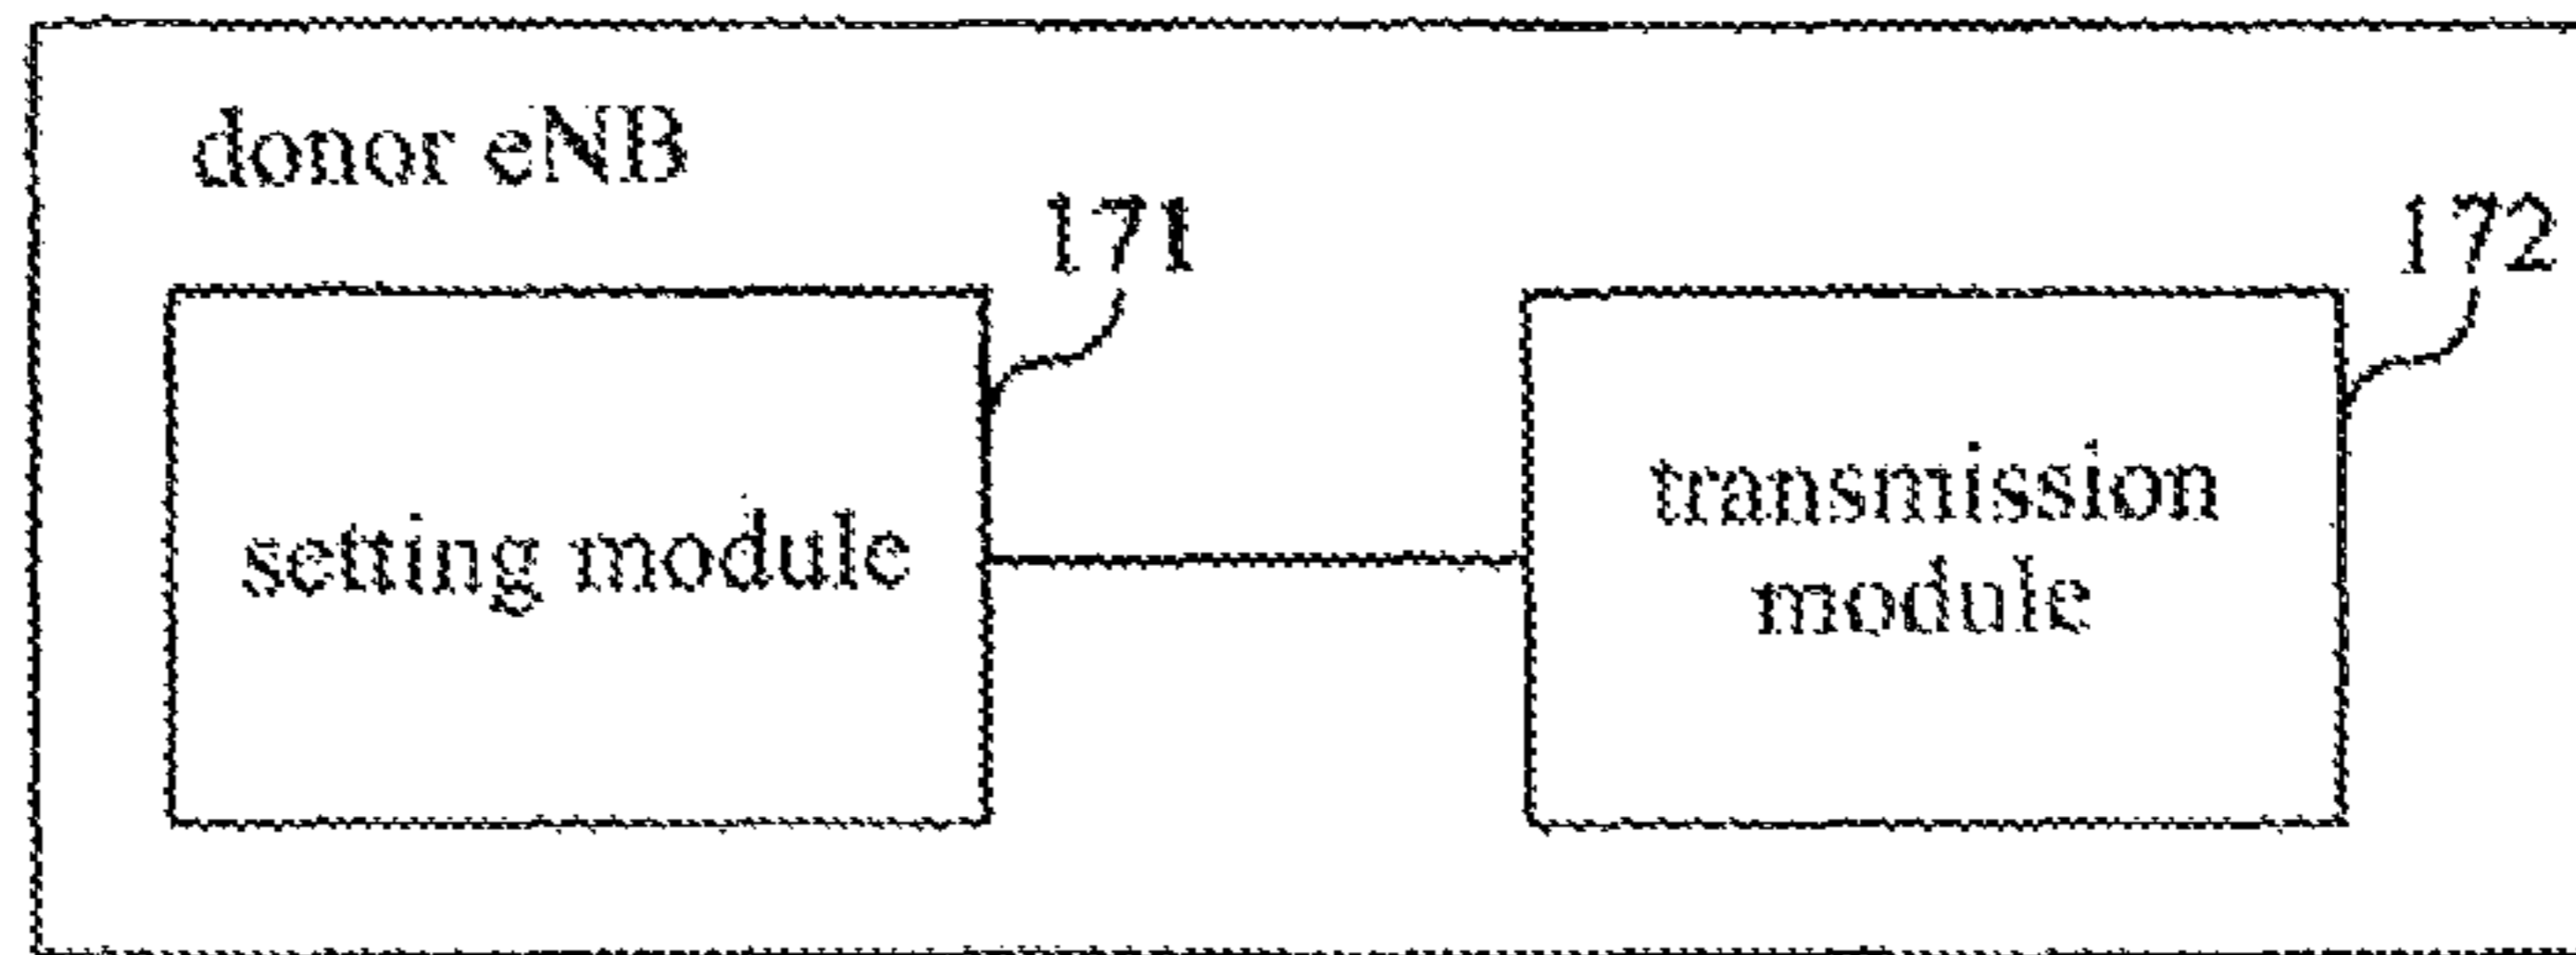 donor eNB
171
172
setting module
transmission
module